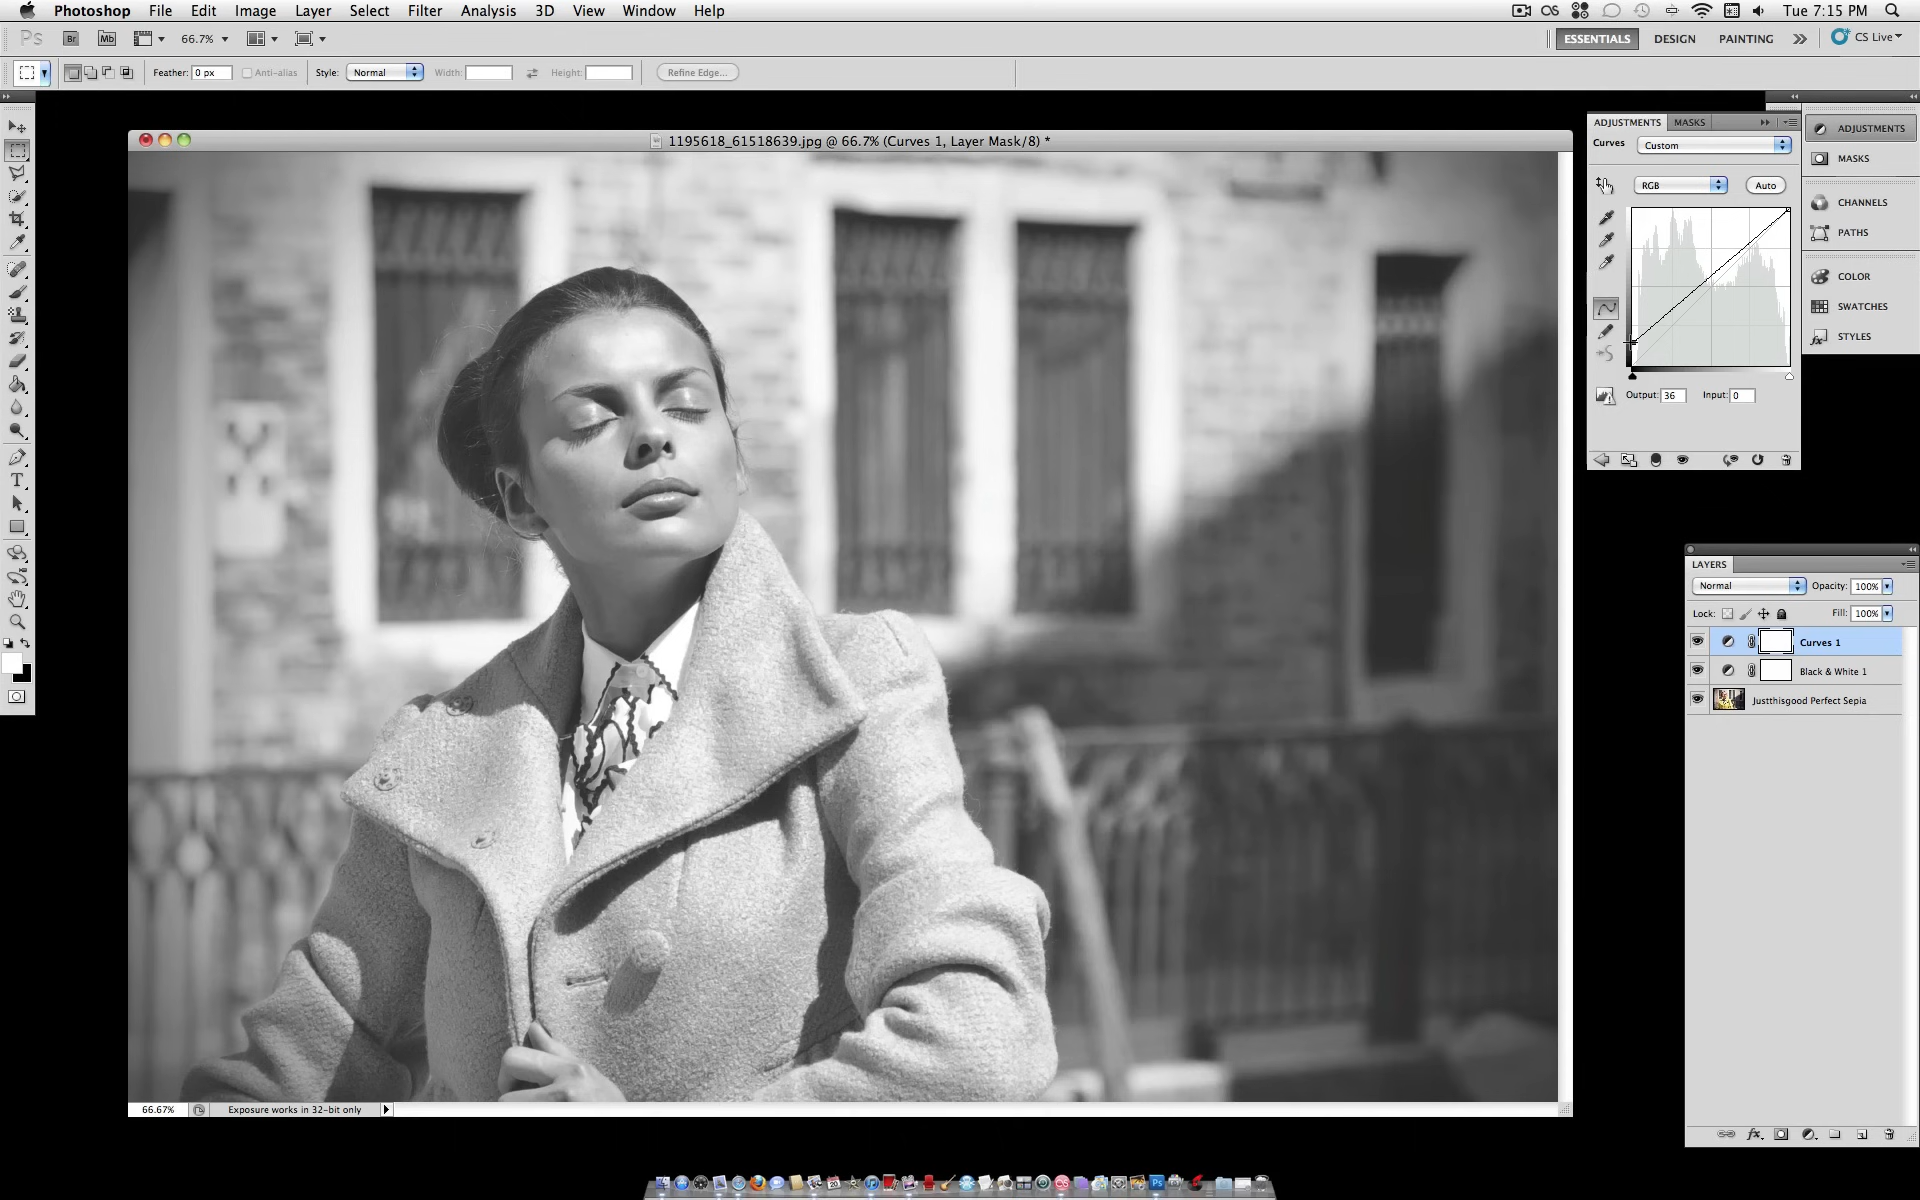 Photoshop File Edit Image Layer Select Filter Analysis 3D View Window Help Tue 7:15 PM
Ps Br Mb 66.7% ESSENTIALS DESIGN PAINTING CS Live
Feather: 0 px Anti-alias Style: Normal Width: Height: Refine Edge...
1195618_61518639.jpg @ 66.7% (Curves 1, Layer Mask/8) *
ADJUSTMENTS MASKS
Curves Custom
RGB Auto
Output: 36 Input: 0
ADJUSTMENTS
MASKS
CHANNELS
PATHS
COLOR
SWATCHES
STYLES
LAYERS
Normal Opacity: 100%
Lock: Fill: 100%
Curves 1
Black & White 1
Justthisgood Perfect Sepia
66.67% Exposure works in 32-bit only